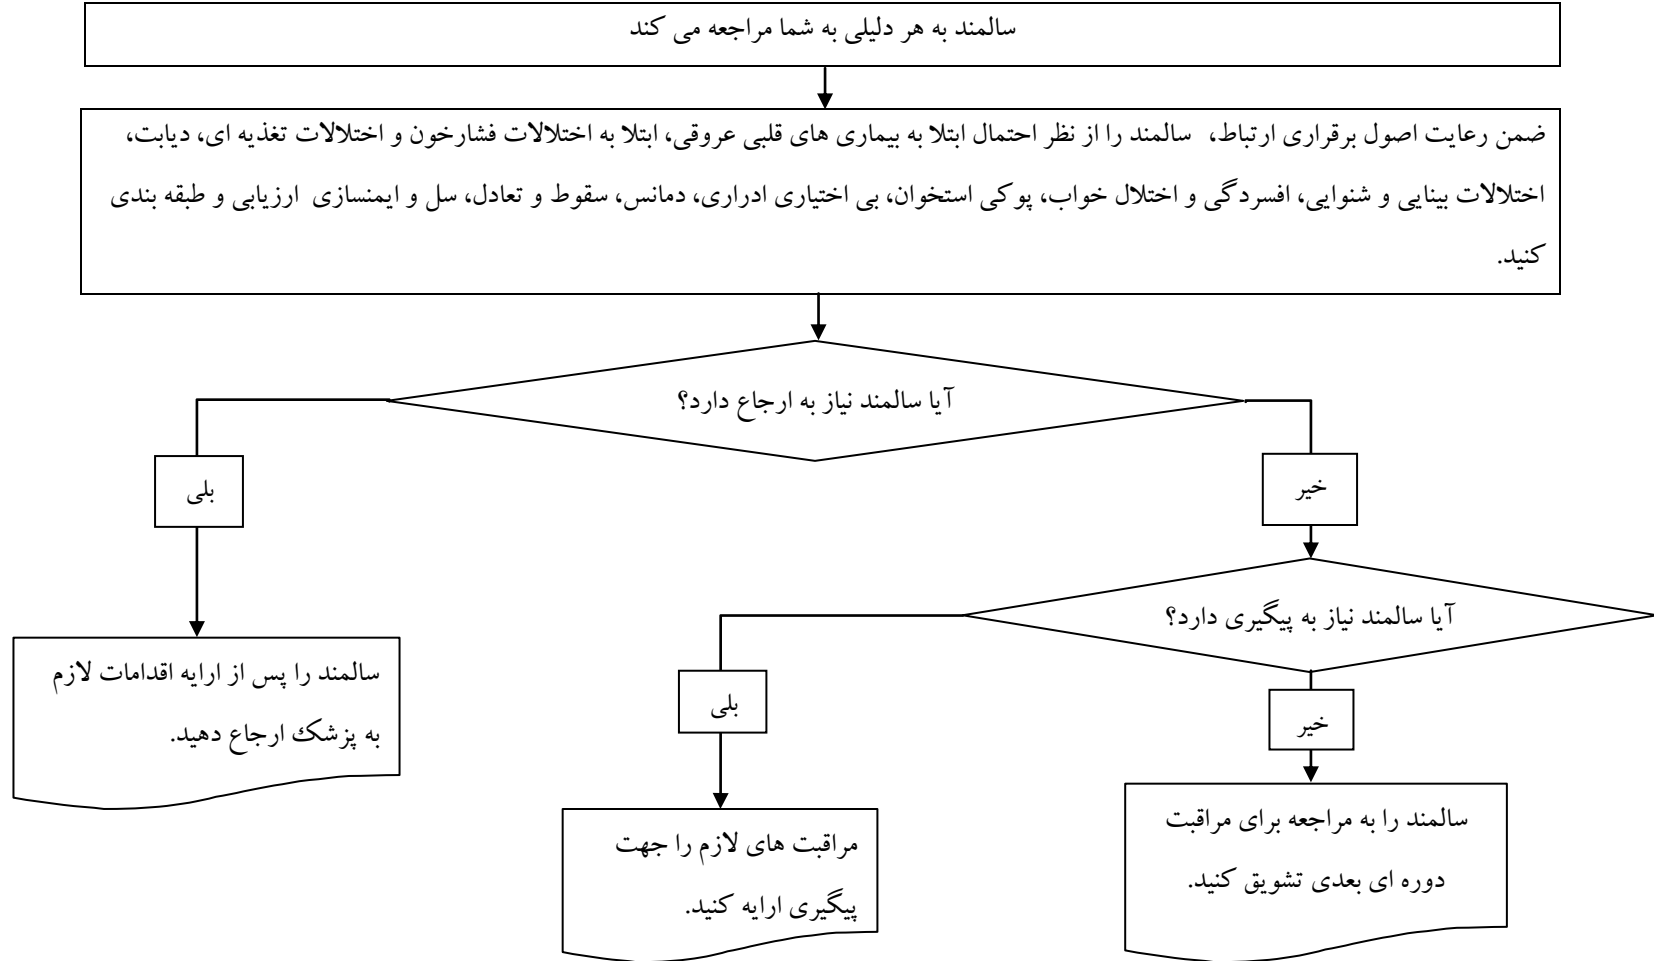 سالمند به هر دلیلی به شما مراجعه می کند
ضمن رعایت اصول برقراری ارتباط، سالمند را از نظر احتمال ابتلا به بیماری های قلبی عروقی، ابتلا به اختلالات فشارخون و اختلالات تغذیه ای، دیابت،
اختلالات بینایی و شنوایی، افسردگی و اختلال خواب، پوکی استخوان، بی اختیاری ادراری، دمانس، سقوط و تعادل، سل و ایمنسازی ارزیابی و طبقه بندی
کنید.
آیا سالمند نیاز به ارجاع دارد؟
خیر
بلی
آیا سالمند نیاز به پیگیری دارد؟
سالمند را پس از ارایه اقدامات لازم
به پزشک ارجاع دهید.
خیر
بلی
سالمند را به مراجعه برای مراقبت
دوره ای بعدی تشویق کنید.
مراقبت های لازم را جهت
پیگیری ارایه کنید.